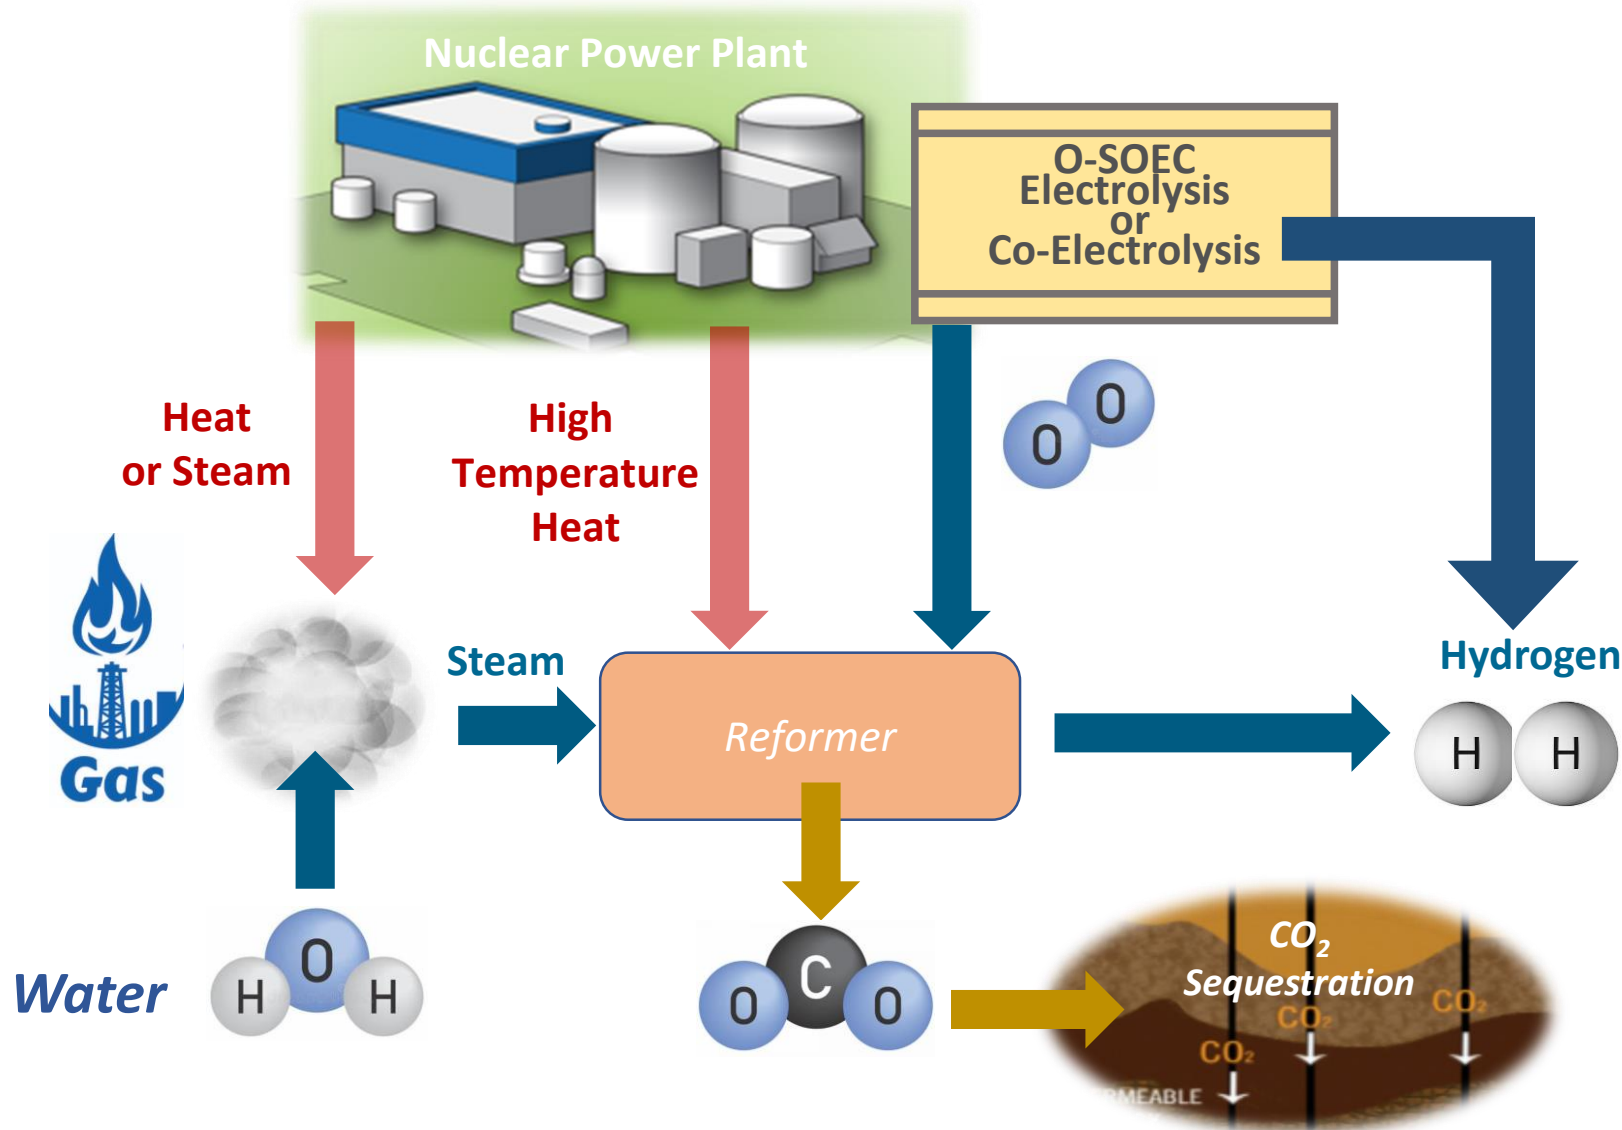 Nuclear Power Plant
O-SOEC
Electrolysis
or
Co-Electrolysis
Heat
or Steam
High
Temperature
Heat
O
O
Gas
Steam
Reformer
Hydrogen
H
H
Water
H
O
H
O
C
O
CO2
Sequestration
CO2
CO2
CO2